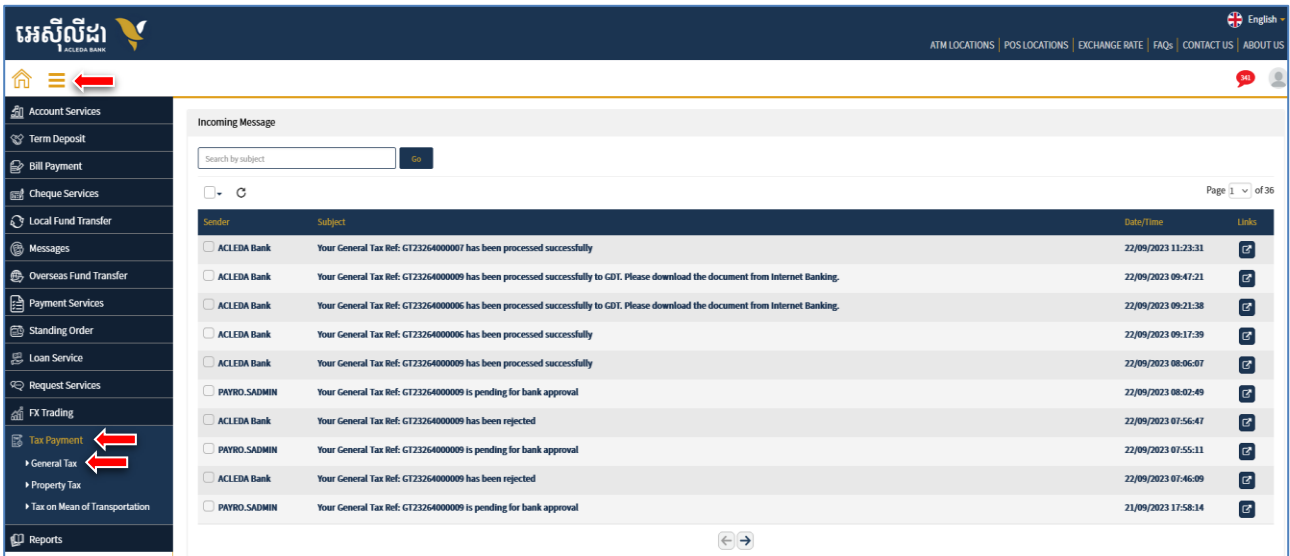 អេស៊ីលីដា
ACLEDA BANK
English
ATM LOCATIONS | POS LOCATIONS | EXCHANGE RATE | FAQs | CONTACT US | ABOUT US
341
Account Services
Term Deposit
Bill Payment
Cheque Services
Local Fund Transfer
Messages
Overseas Fund Transfer
Payment Services
Standing Order
Loan Service
Request Services
FX Trading
Tax Payment
General Tax
Property Tax
Tax on Mean of Transportation
Reports
Incoming Message
Search by subject Go
Page 1 of 36
Sender Subject Date/Time Links
ACLEDA Bank Your General Tax Ref: GT23264000007 has been processed successfully 22/09/2023 11:23:31
ACLEDA Bank Your General Tax Ref: GT23264000009 has been processed successfully to GDT. Please download the document from Internet Banking. 22/09/2023 09:47:21
ACLEDA Bank Your General Tax Ref: GT23264000006 has been processed successfully to GDT. Please download the document from Internet Banking. 22/09/2023 09:21:38
ACLEDA Bank Your General Tax Ref: GT23264000006 has been processed successfully 22/09/2023 09:17:39
ACLEDA Bank Your General Tax Ref: GT23264000009 has been processed successfully 22/09/2023 08:06:07
PAYRO.SADMIN Your General Tax Ref: GT23264000009 is pending for bank approval 22/09/2023 08:02:49
ACLEDA Bank Your General Tax Ref: GT23264000009 has been rejected 22/09/2023 07:56:47
PAYRO.SADMIN Your General Tax Ref: GT23264000009 is pending for bank approval 22/09/2023 07:55:11
ACLEDA Bank Your General Tax Ref: GT23264000009 has been rejected 22/09/2023 07:46:09
PAYRO.SADMIN Your General Tax Ref: GT23264000009 is pending for bank approval 21/09/2023 17:58:14